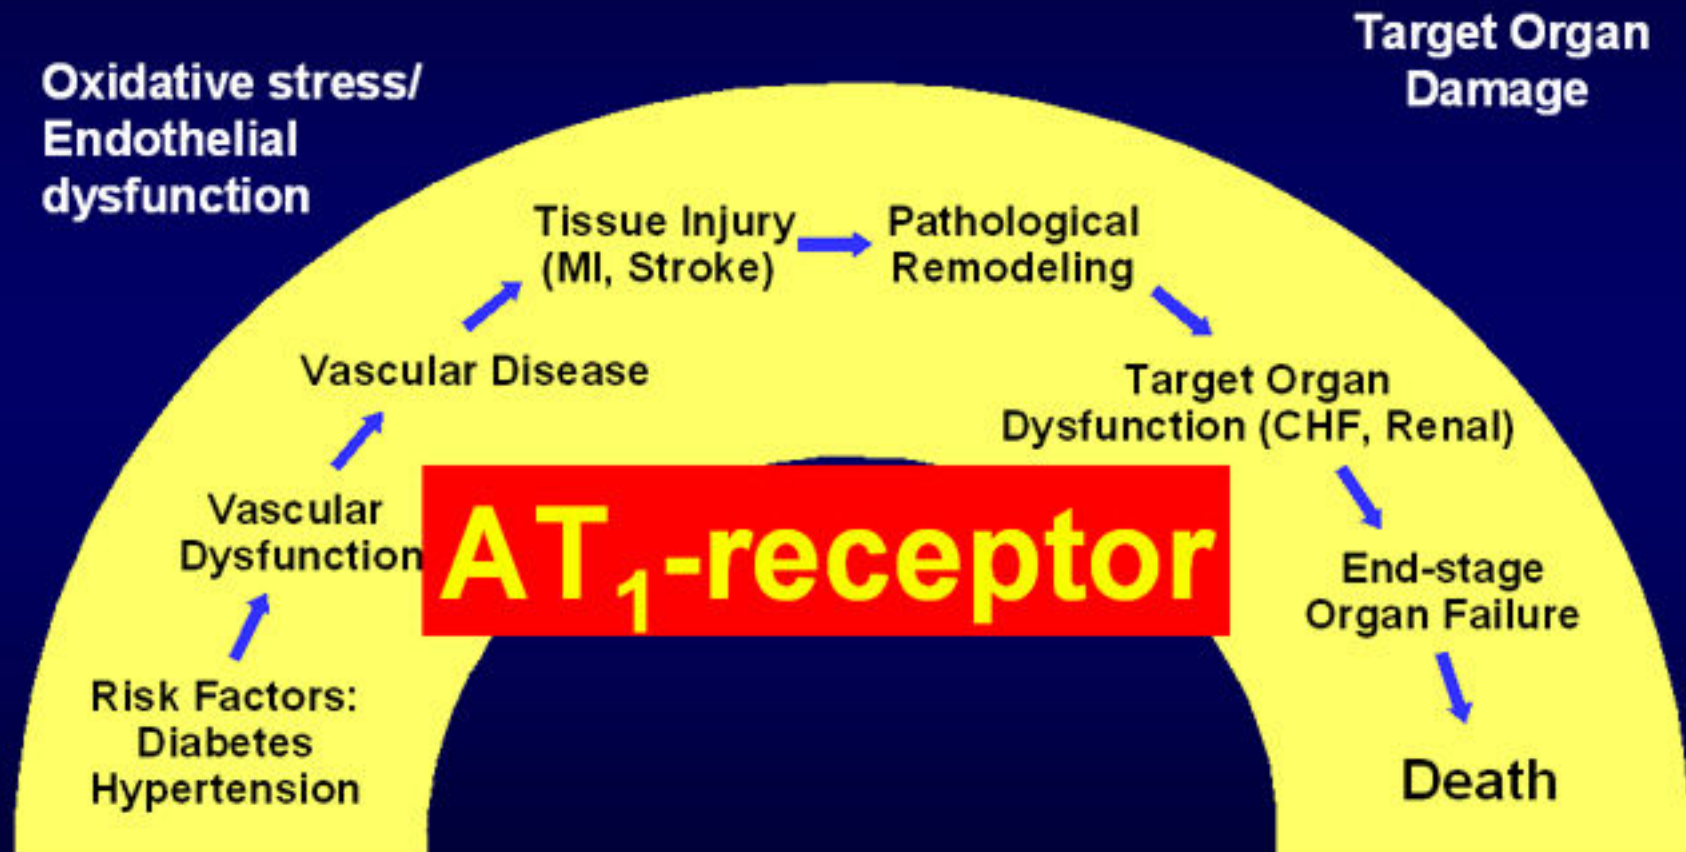 Oxidative stress/
Endothelial
dysfunction
Target Organ
Damage
Risk Factors:
Diabetes
Hypertension
Vascular
Dysfunction
Vascular Disease
Tissue Injury
(MI, Stroke)
Pathological
Remodeling
Target Organ
Dysfunction (CHF, Renal)
End-stage
Organ Failure
Death
AT₁-receptor